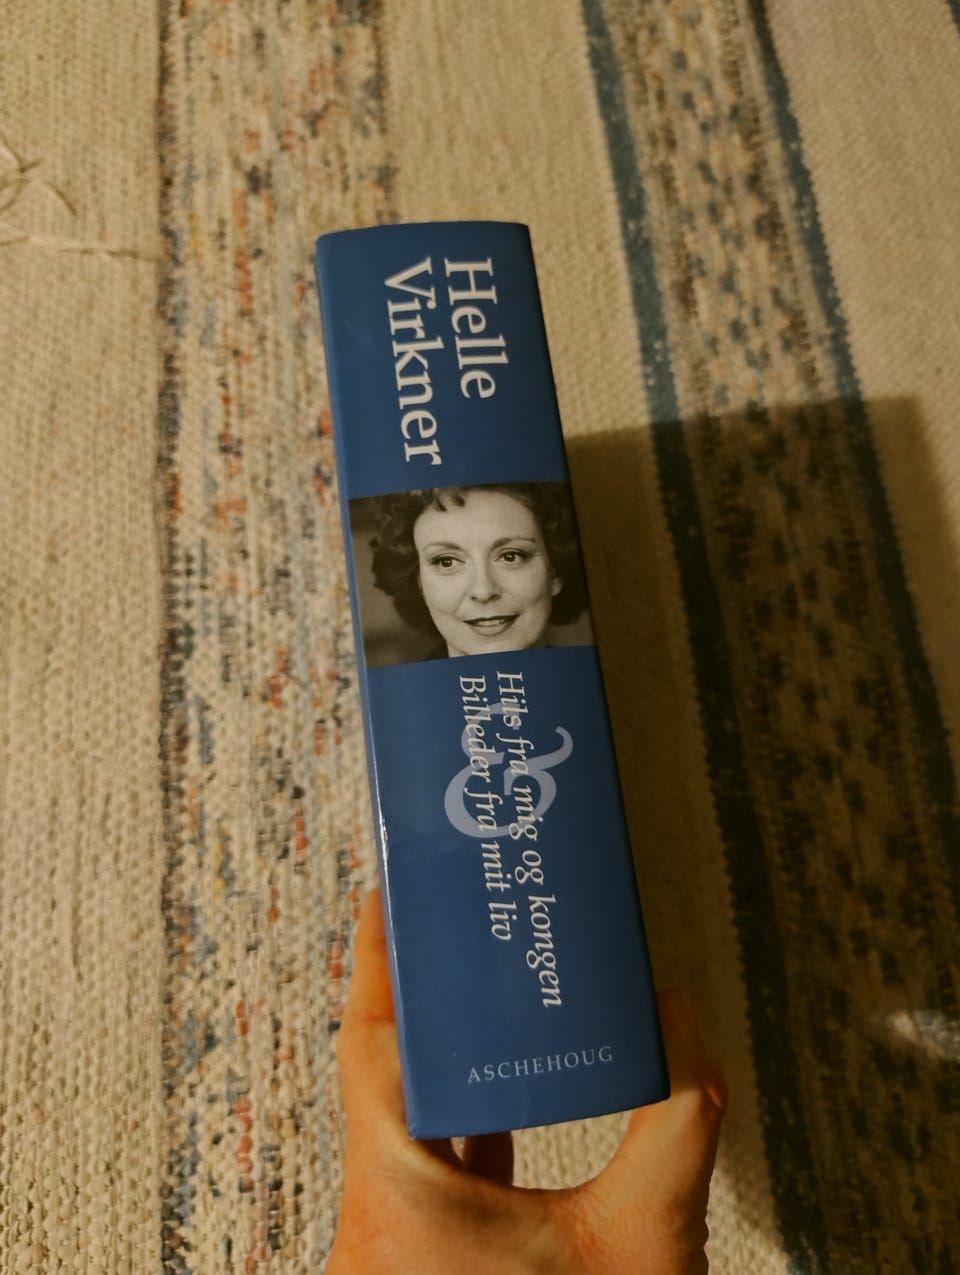 Helle
Virkner
Hils fra mig og kongen
&
Billeder fra mit liv
ASCHEHOUG